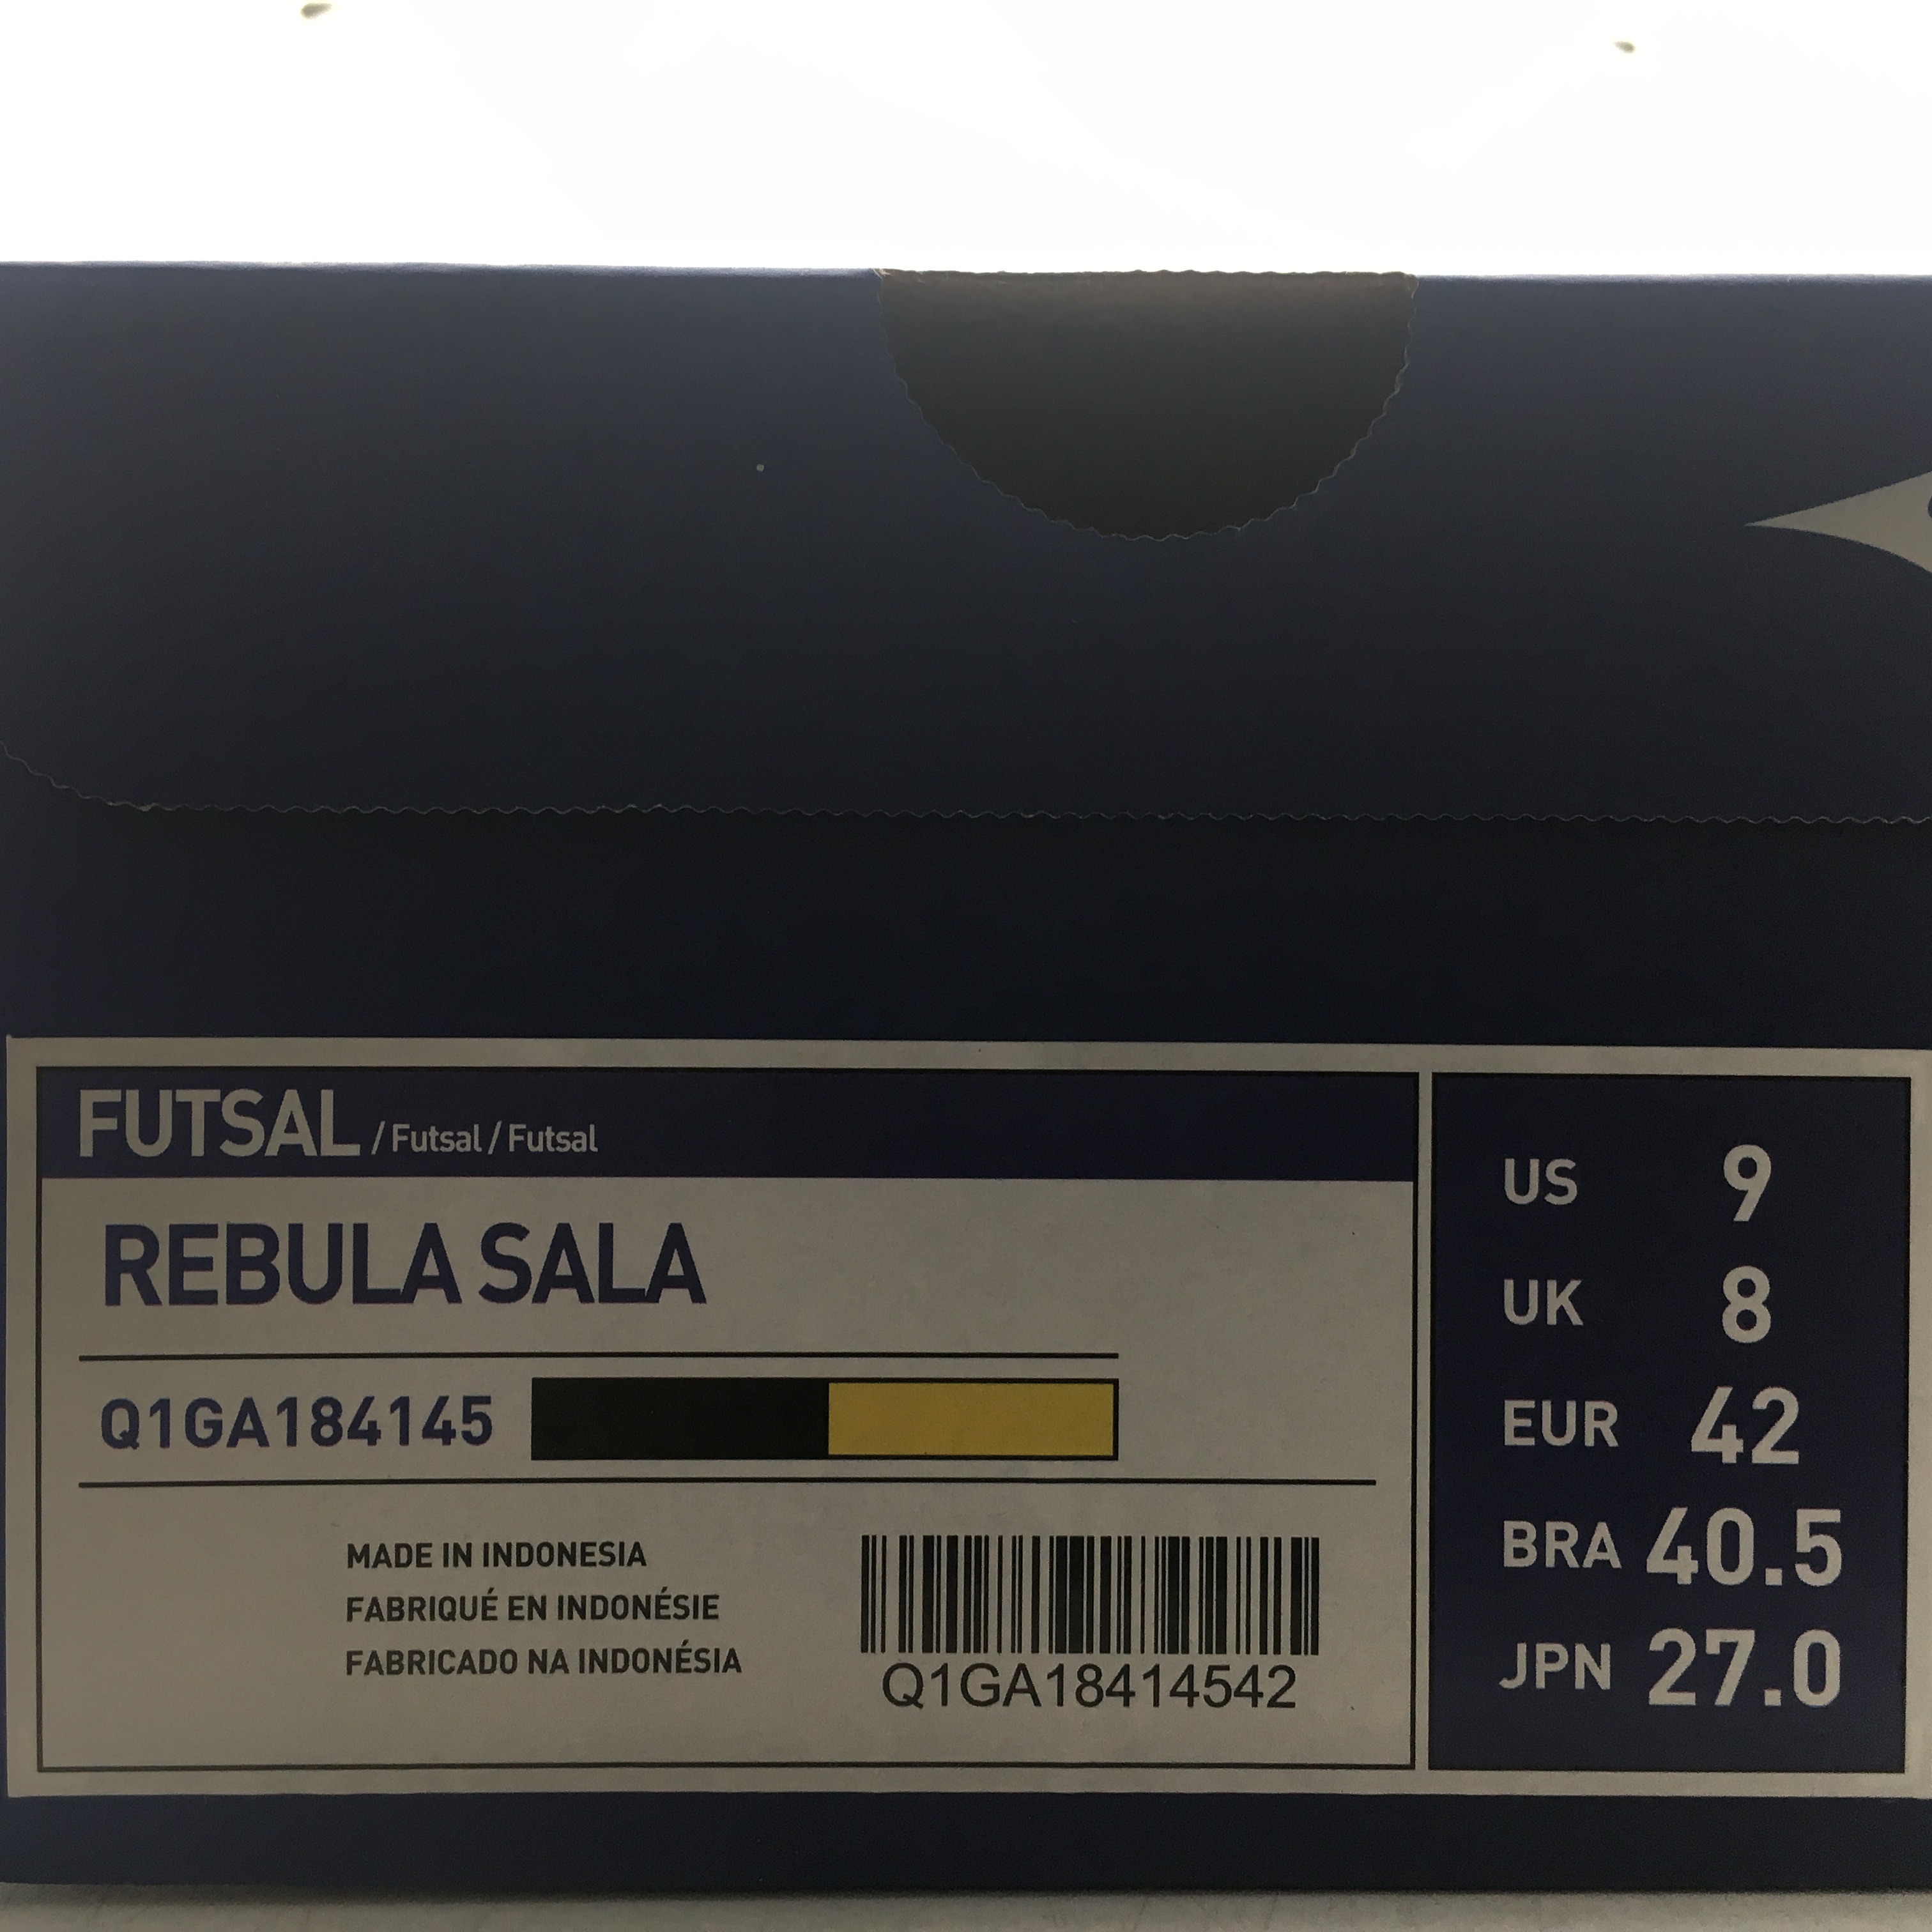 FUTSAL / Futsal / Futsal
REBULA SALA
Q1GA184145
MADE IN INDONESIA
FABRIQUÉ EN INDONÉSIE
FABRICADO NA INDONÉSIA
Q1GA18414542
US 9
UK 8
EUR 42
BRA 40.5
JPN 27.0